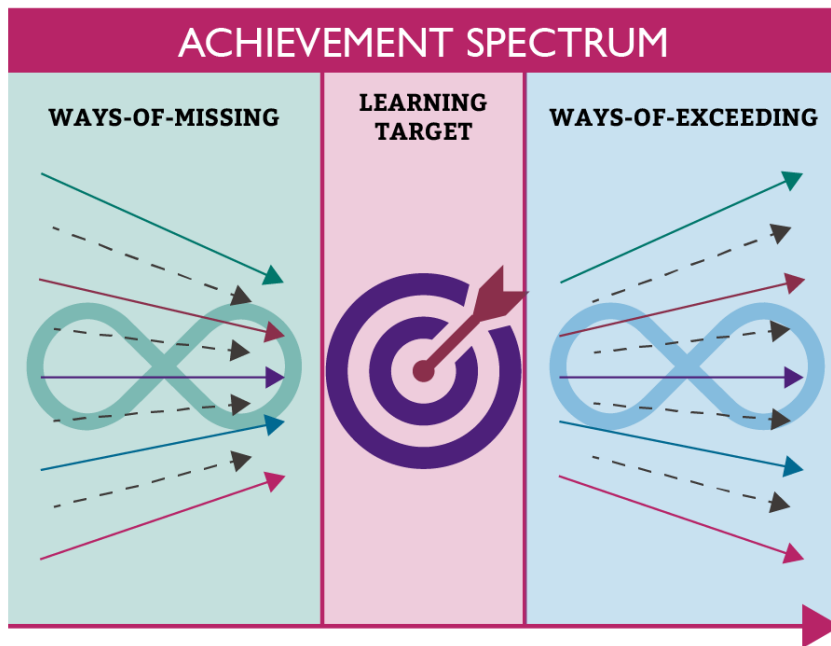 ACHIEVEMENT SPECTRUM
WAYS-OF-MISSING
LEARNING
TARGET
WAYS-OF-EXCEEDING